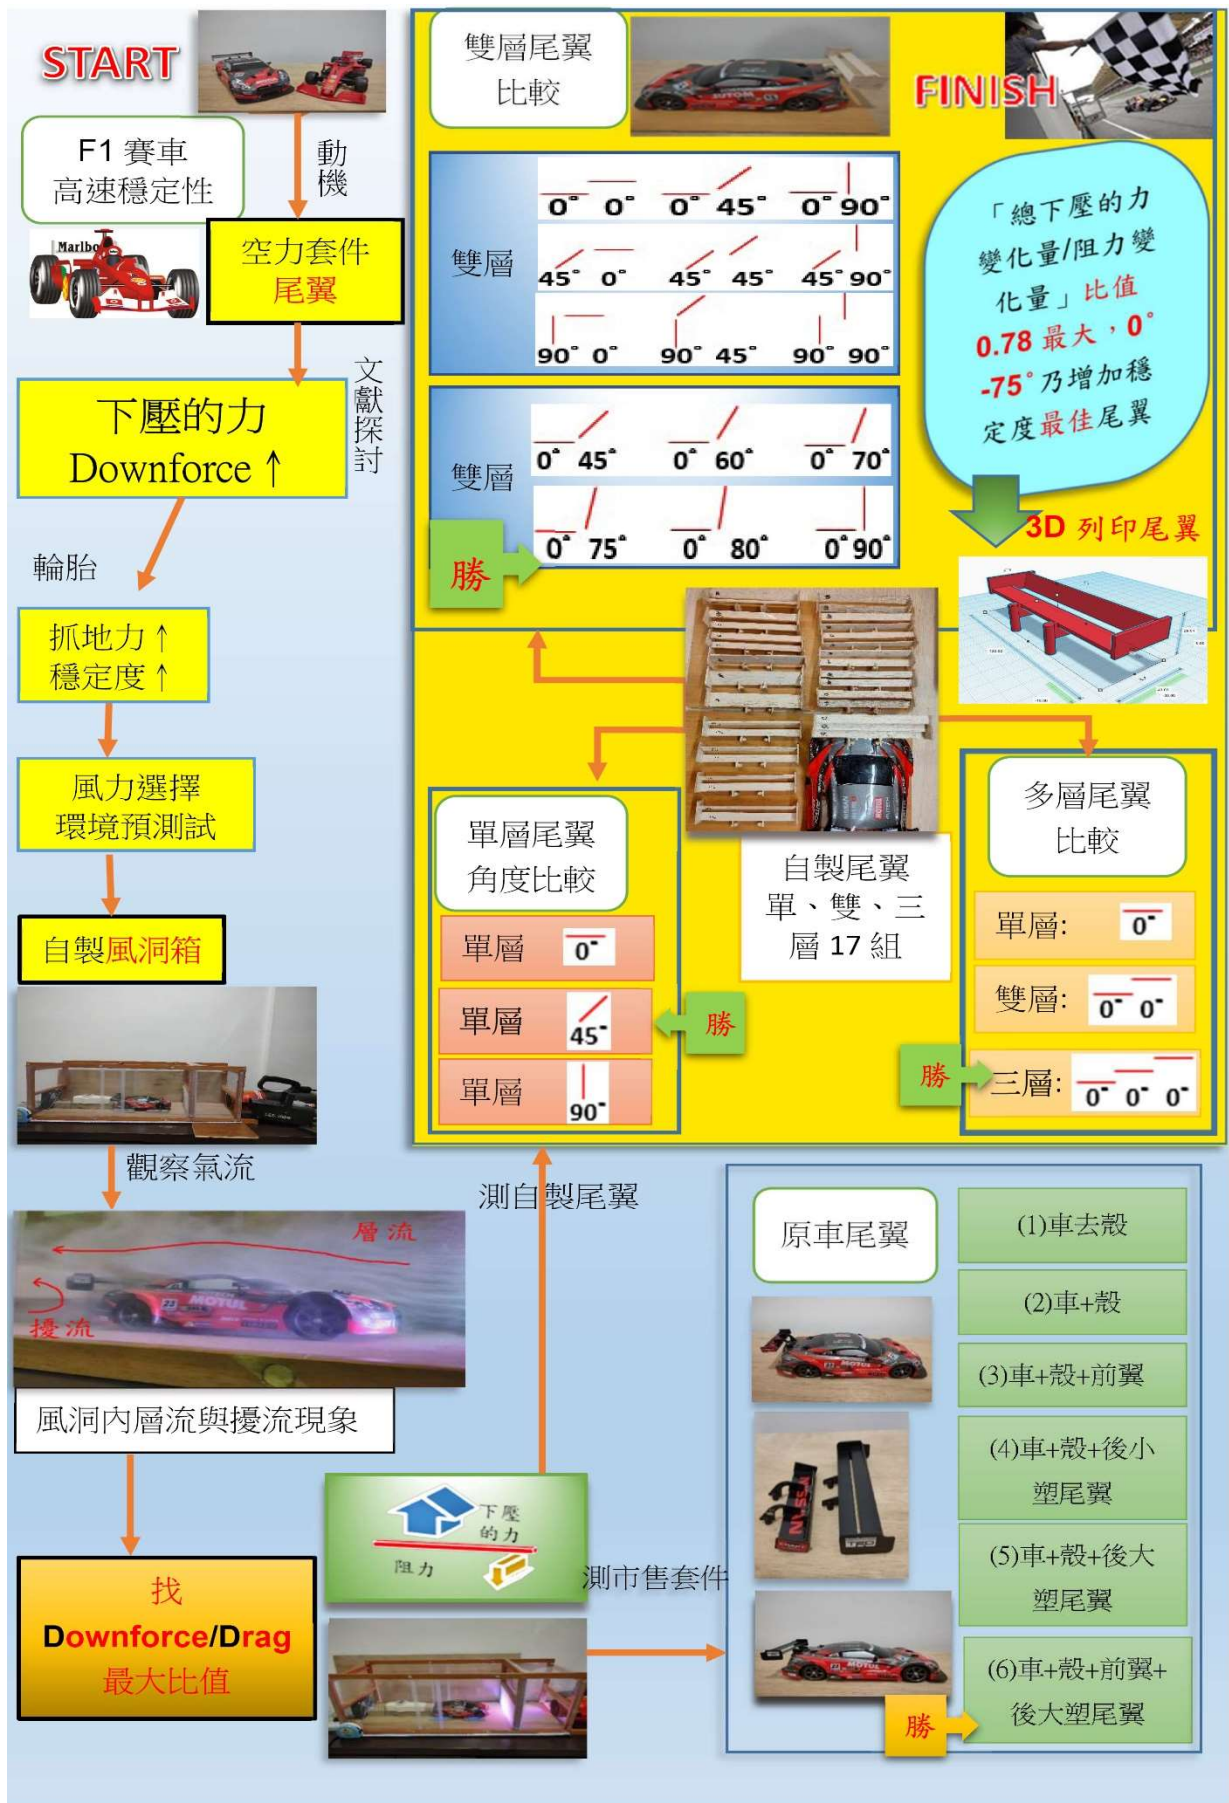 START
F1 賽車
高速穩定性
動機
Marlbo
空力套件
尾翼
文獻探討
下壓的力
Downforce ↑
輪胎
抓地力 ↑
穩定度 ↑
風力選擇
環境預測試
自製風洞箱
觀察氣流
層流
擾流
MOTUL
23
風洞內層流與擾流現象
找
Downforce/Drag
最大比值
下壓
的力
阻力
測市售套件
測自製尾翼
原車尾翼
(1)車去殼
(2)車+殼
(3)車+殼+前翼
(4)車+殼+後小
塑尾翼
(5)車+殼+後大
塑尾翼
(6)車+殼+前翼+
後大塑尾翼
勝
MOTUL
NISSAN
TRD
MOTUL
自製尾翼
單、雙、三
層 17 組
單層尾翼
角度比較
單層 0°
單層 45°
單層 90°
勝
多層尾翼
比較
單層: 0°
雙層: 0° 0°
三層: 0° 0° 0°
勝
雙層尾翼
比較
雙層
0° 0° 0° 45° 0° 90°
45° 0° 45° 45° 45° 90°
90° 0° 90° 45° 90° 90°
雙層
0° 45° 0° 60° 0° 70°
0° 75° 0° 80° 0° 90°
勝
FINISH
「總下壓的力
變化量/阻力變
化量」比值
0.78 最大，0°
-75°乃增加穩
定度最佳尾翼
3D 列印尾翼